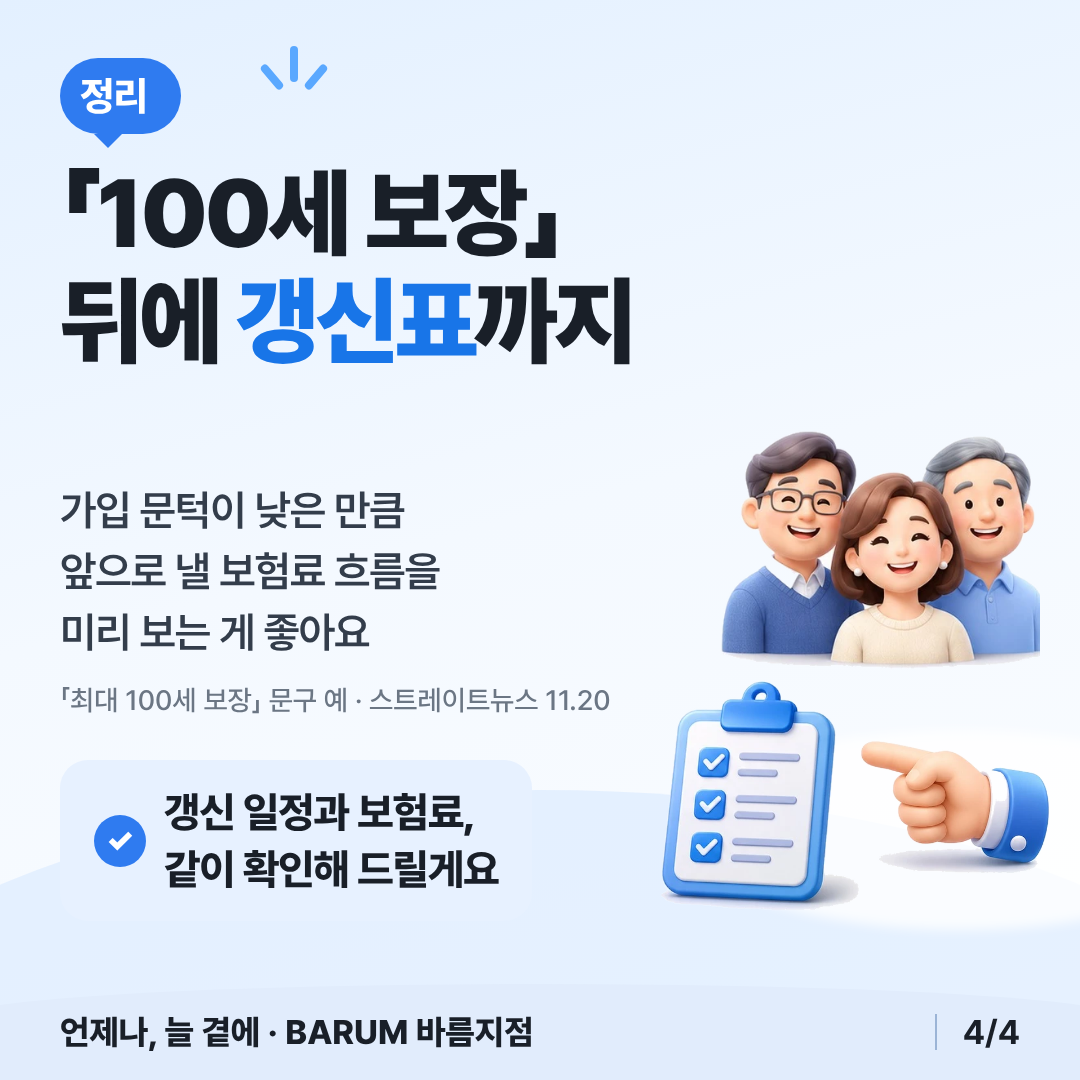 정리
「100세 보장」
뒤에 갱신표까지
가입 문턱이 낮은 만큼
앞으로 낼 보험료 흐름을
미리 보는 게 좋아요
「최대 100세 보장」 문구 예 · 스트레이트뉴스 11.20
갱신 일정과 보험료,
같이 확인해 드릴게요
언제나, 늘 곁에 · BARUM 바름지점
4/4